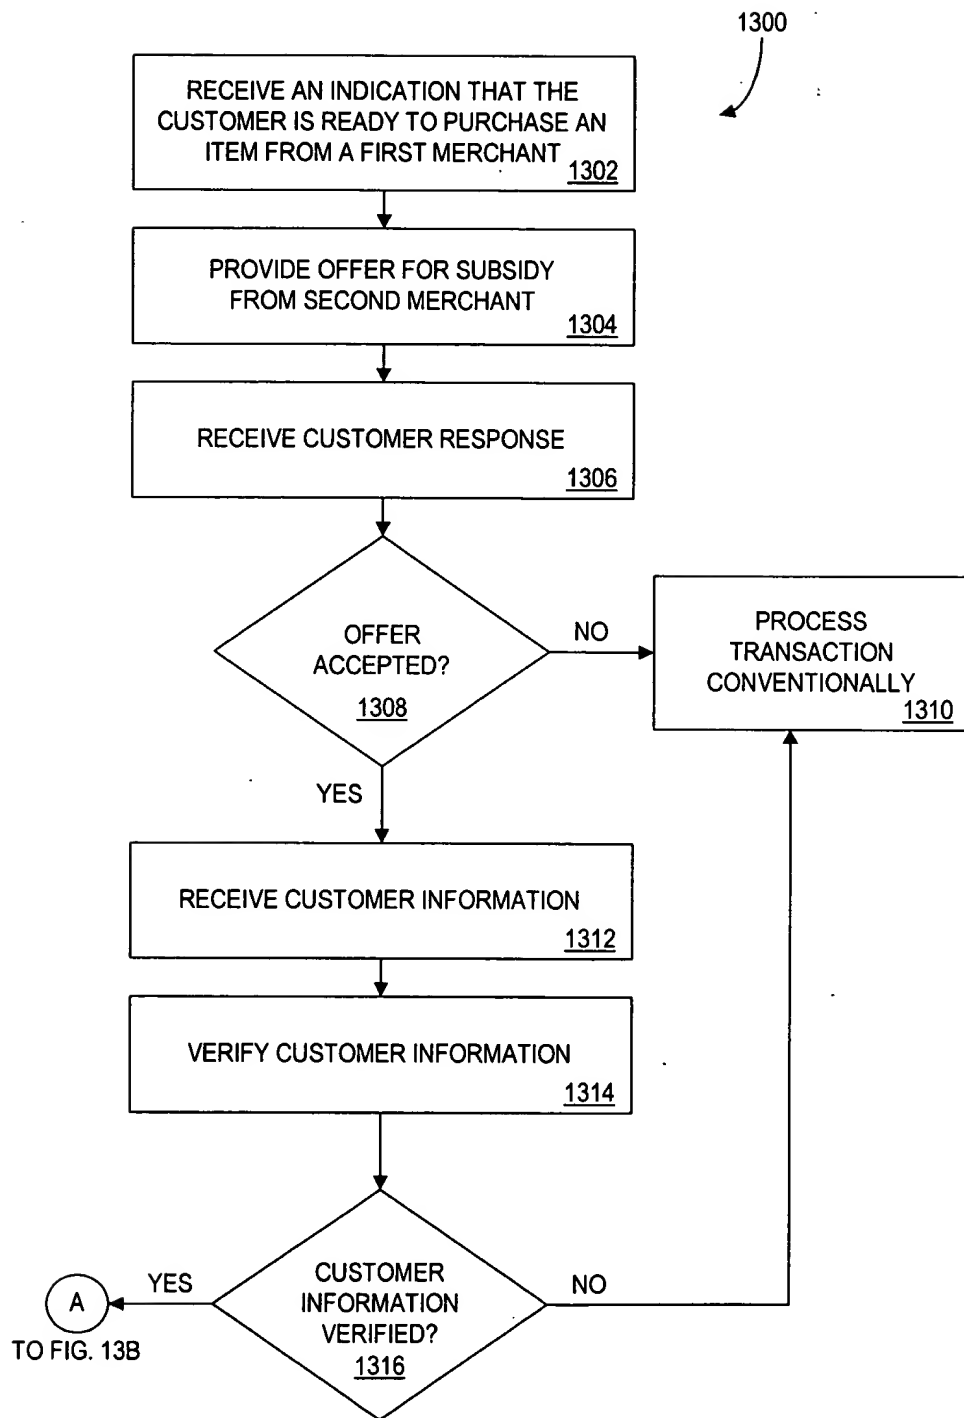 1300
RECEIVE AN INDICATION THAT THE
CUSTOMER IS READY TO PURCHASE AN
ITEM FROM A FIRST MERCHANT
1302
PROVIDE OFFER FOR SUBSIDY
FROM SECOND MERCHANT
1304
RECEIVE CUSTOMER RESPONSE
1306
OFFER
ACCEPTED?
1308
NO
PROCESS
TRANSACTION
CONVENTIONALLY
1310
YES
RECEIVE CUSTOMER INFORMATION
1312
VERIFY CUSTOMER INFORMATION
1314
CUSTOMER
INFORMATION
VERIFIED?
1316
YES
NO
A
TO FIG. 13B